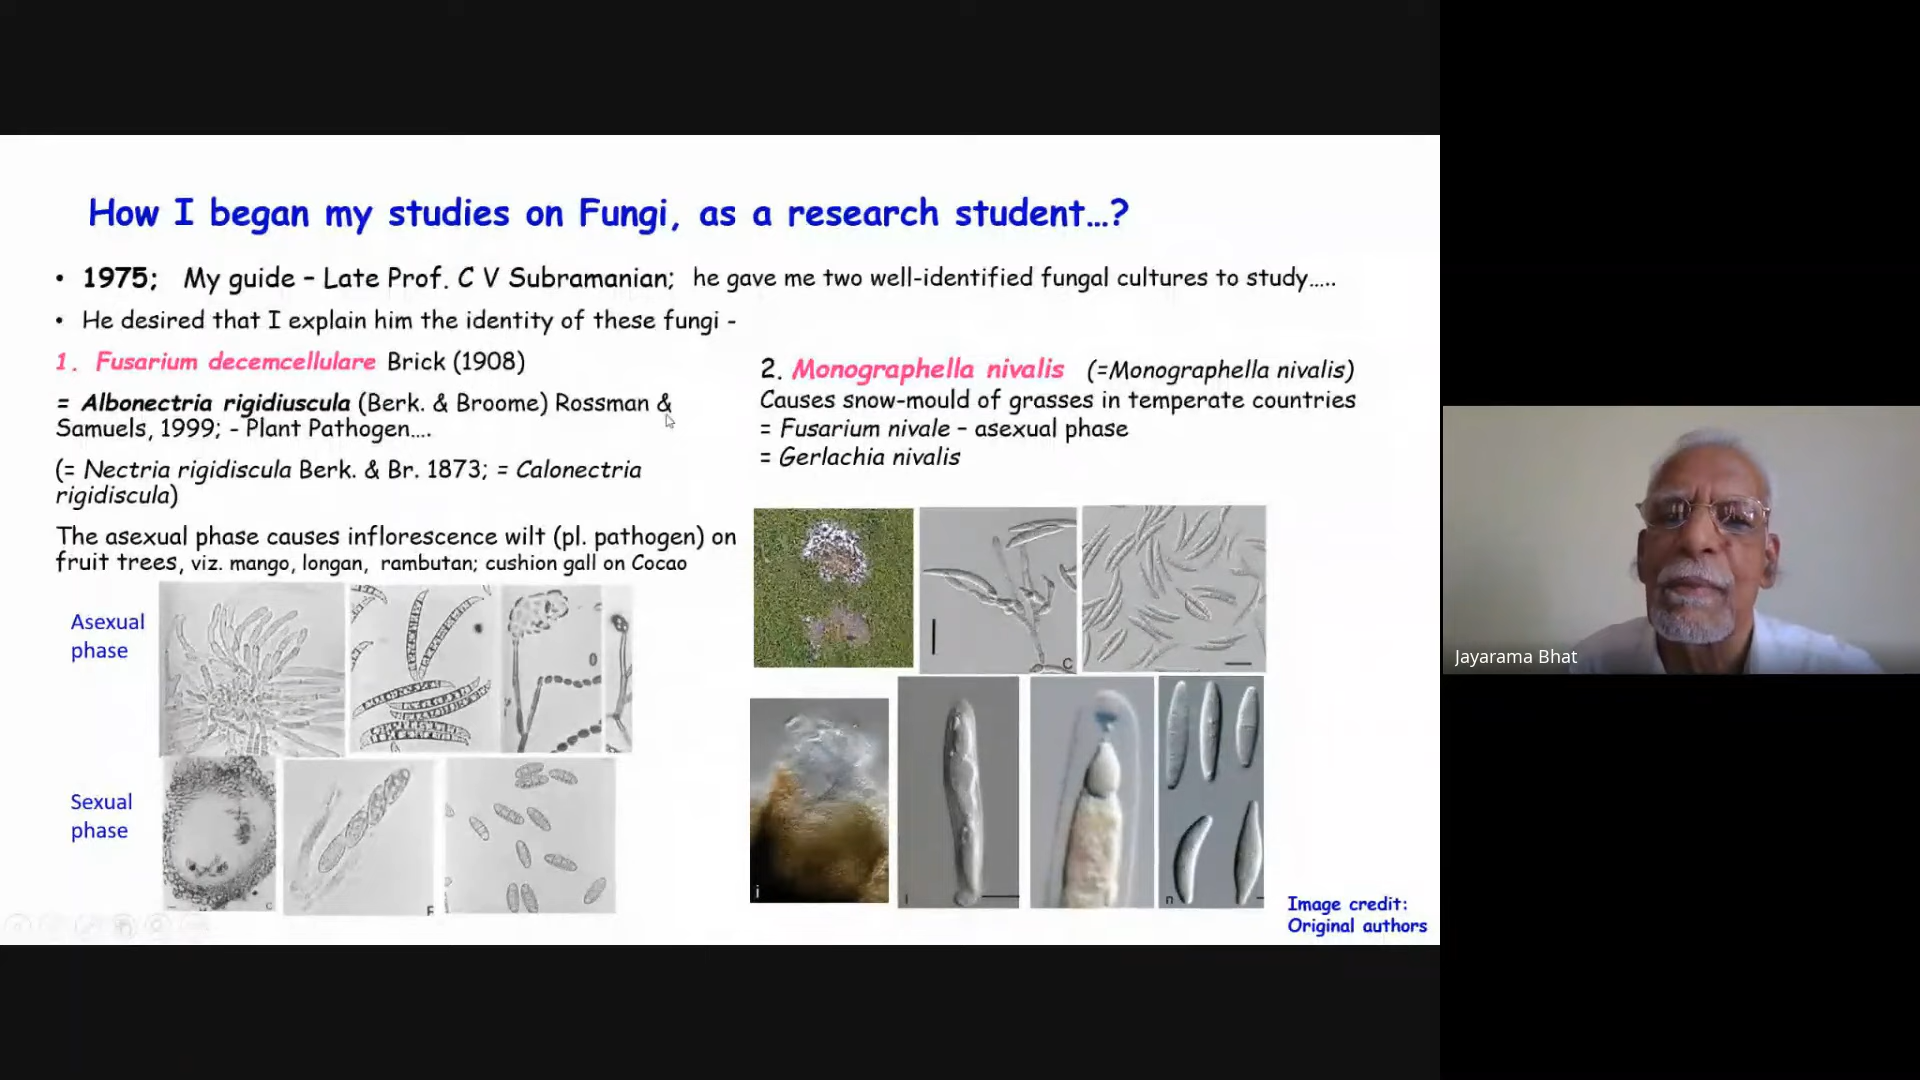 How I began my studies on Fungi, as a research student...?
• 1975; My guide – Late Prof. C V Subramanian; he gave me two well-identified fungal cultures to study.....
• He desired that I explain him the identity of these fungi -
1. Fusarium decemcellulare Brick (1908)
= Albonectria rigidiuscula (Berk. & Broome) Rossman &
Samuels, 1999; - Plant Pathogen....
(= Nectria rigidiscula Berk. & Br. 1873; = Calonectria
rigidiscula)
The asexual phase causes inflorescence wilt (pl. pathogen) on
fruit trees, viz. mango, longan, rambutan; cushion gall on Cocao
Asexual
phase
Sexual
phase
C
F
2. Monographella nivalis (=Monographella nivalis)
Causes snow-mould of grasses in temperate countries
= Fusarium nivale – asexual phase
= Gerlachia nivalis
C
i
l
n
Image credit:
Original authors
Jayarama Bhat